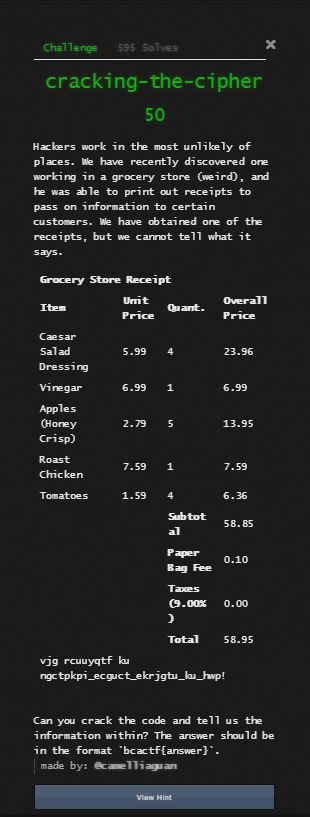 Challenge 595 Solves ×
cracking-the-cipher
50
Hackers work in the most unlikely of
places. We have recently discovered one
working in a grocery store (weird), and
he was able to print out receipts to
pass on information to certain
customers. We have obtained one of the
receipts, but we cannot tell what it
says.
Grocery Store Receipt
Item Unit Price Quant. Overall Price
Caesar Salad Dressing 5.99 4 23.96
Vinegar 6.99 1 6.99
Apples (Honey Crisp) 2.79 5 13.95
Roast Chicken 7.59 1 7.59
Tomatoes 1.59 4 6.36
Subtotal 58.85
Paper Bag Fee 0.10
Taxes (9.00%) 0.00
Total 58.95
vjg rcuuyqtf ku
ngctpkpi_ecguct_ekrjgtu_ku_hwp!
Can you crack the code and tell us the
information within? The answer should be
in the format `bcactf{answer}`.
made by: @camelliaguan
View Hint